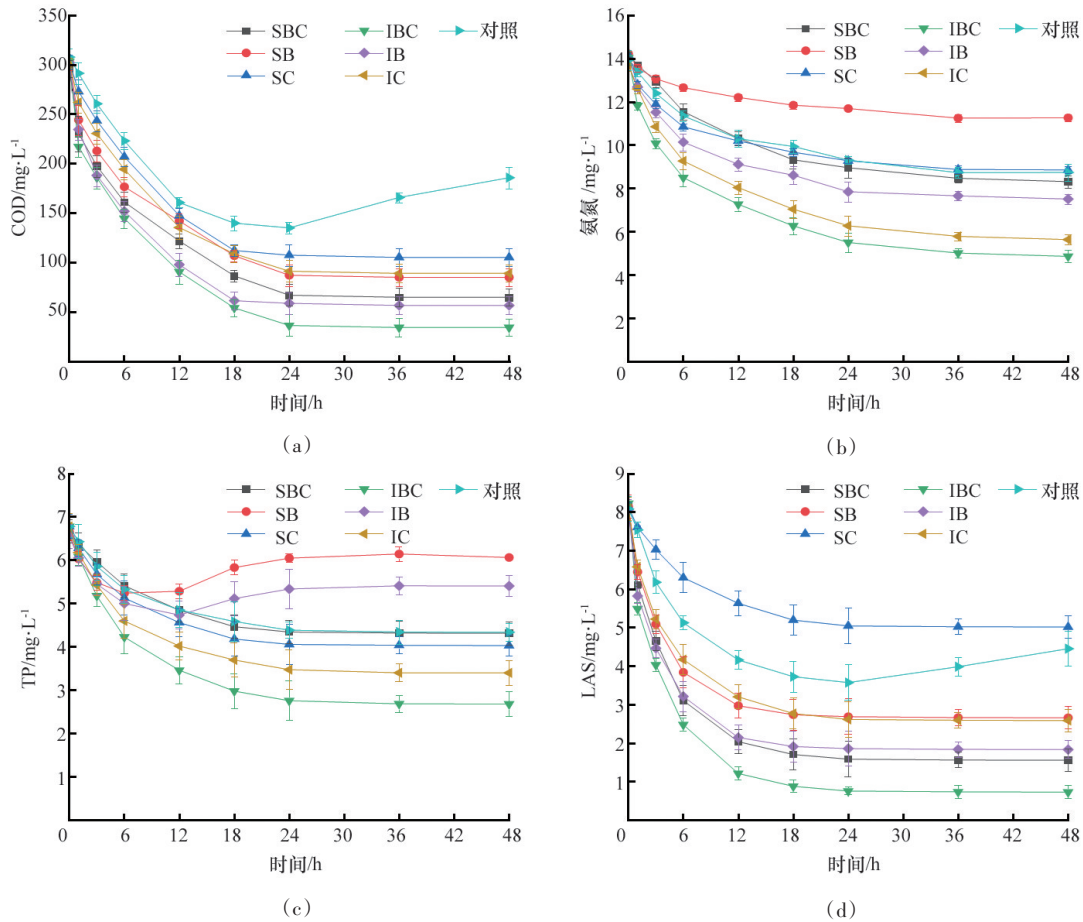 350
300
250
200
150
100
50
COD/mg·L-1
SBC
SB
SC
IBC
IB
IC
对照
0
6
12
18
24
30
36
42
48
时间/h
(a)
16
14
12
10
8
6
4
2
0
氨氮/mg·L-1
SBC
SB
SC
IBC
IB
IC
对照
0
6
12
18
24
30
36
42
48
时间/h
(b)
8
7
6
5
4
3
2
1
TP/mg·L-1
SBC
SB
SC
IBC
IB
IC
对照
0
6
12
18
24
30
36
42
48
时间/h
(c)
9
8
7
6
5
4
3
2
1
LAS/mg·L-1
SBC
SB
SC
IBC
IB
IC
对照
0
6
12
18
24
30
36
42
48
时间/h
(d)